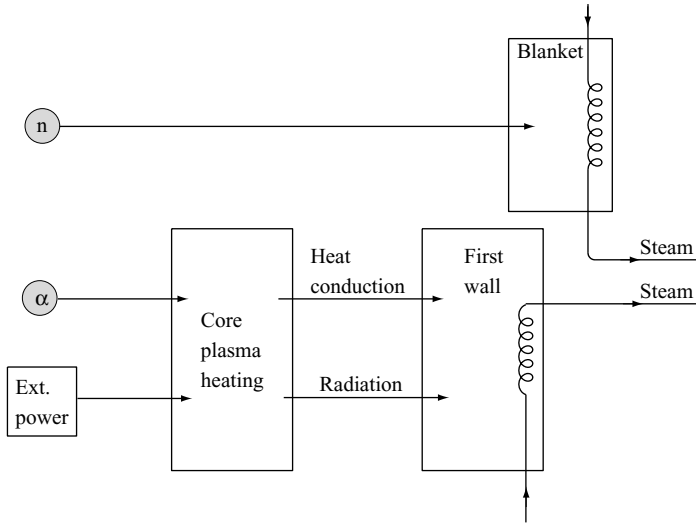 Blanket
n
Steam
Heat
conduction
First
wall
Steam
α
Core
plasma
heating
Radiation
Ext.
power